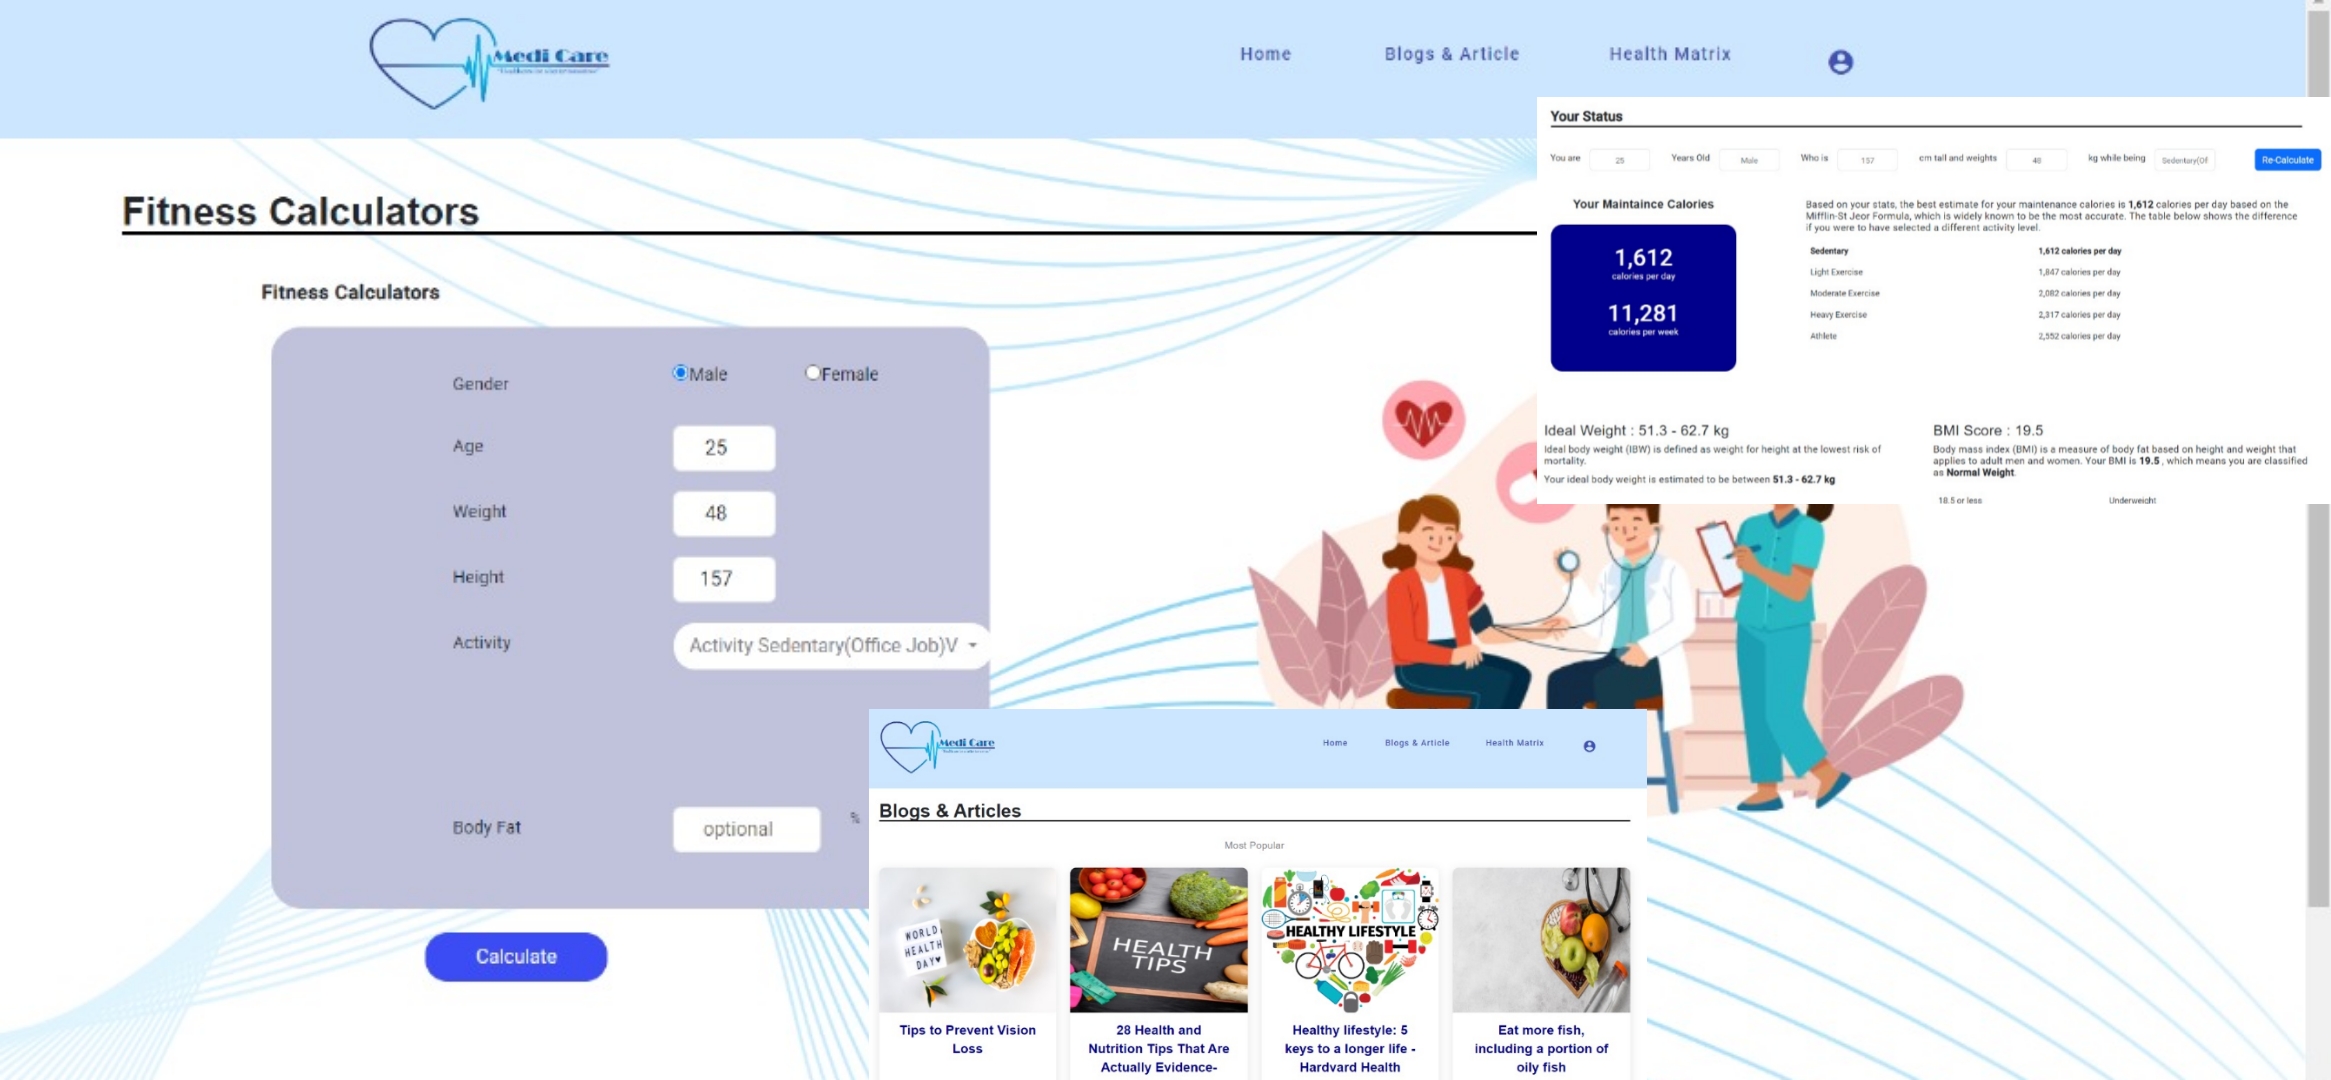 Medi Care
Home
Blogs & Article
Health Matrix
Fitness Calculators
Fitness Calculators
Gender
Male
Female
Age
25
Weight
48
Height
157
Activity
Activity Sedentary(Office Job)V
Body Fat
optional
%
Calculate
Your Status
You are
25
Years Old
Male
Who is
157
cm tall and weights
48
kg while being
Sedentary(Of
Re-Calculate
Your Maintaince Calories
1,612
calories per day
11,281
calories per week
Based on your stats, the best estimate for your maintenance calories is 1,612 calories per day based on the
Mifflin-St Jeor Formula, which is widely known to be the most accurate. The table below shows the difference
if you were to have selected a different activity level.
Sedentary
1,612 calories per day
Light Exercise
1,847 calories per day
Moderate Exercise
2,082 calories per day
Heavy Exercise
2,317 calories per day
Athlete
2,552 calories per day
Ideal Weight : 51.3 - 62.7 kg
Ideal body weight (IBW) is defined as weight for height at the lowest risk of
mortality.
Your ideal body weight is estimated to be between 51.3 - 62.7 kg
BMI Score : 19.5
Body mass index (BMI) is a measure of body fat based on height and weight that
applies to adult men and women. Your BMI is 19.5 , which means you are classified
as Normal Weight
18.5 or less
Underweight
Medi Care
Home
Blogs & Article
Health Matrix
Blogs & Articles
Most Popular
WORLD
HEALTH
DAY
HEALTH
TIPS
HEALTHY LIFESTYLE
Tips to Prevent Vision
Loss
28 Health and
Nutrition Tips That Are
Actually Evidence-
Healthy lifestyle: 5
keys to a longer life -
Hardvard Health
Eat more fish,
including a portion of
oily fish